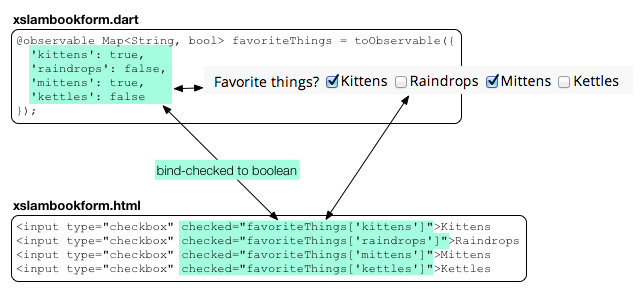 xslambookform.dart
@observable Map<String, bool> favoriteThings = toObservable({
'kittens': true,
'raindrops': false,
'mittens': true,
'kettles': false
});
Favorite things? Kittens Raindrops Mittens Kettles
bind-checked to boolean
xslambookform.html
<input type="checkbox" checked="favoriteThings['kittens']">Kittens
<input type="checkbox" checked="favoriteThings['raindrops']">Raindrops
<input type="checkbox" checked="favoriteThings['mittens']">Mittens
<input type="checkbox" checked="favoriteThings['kettles']">Kettles